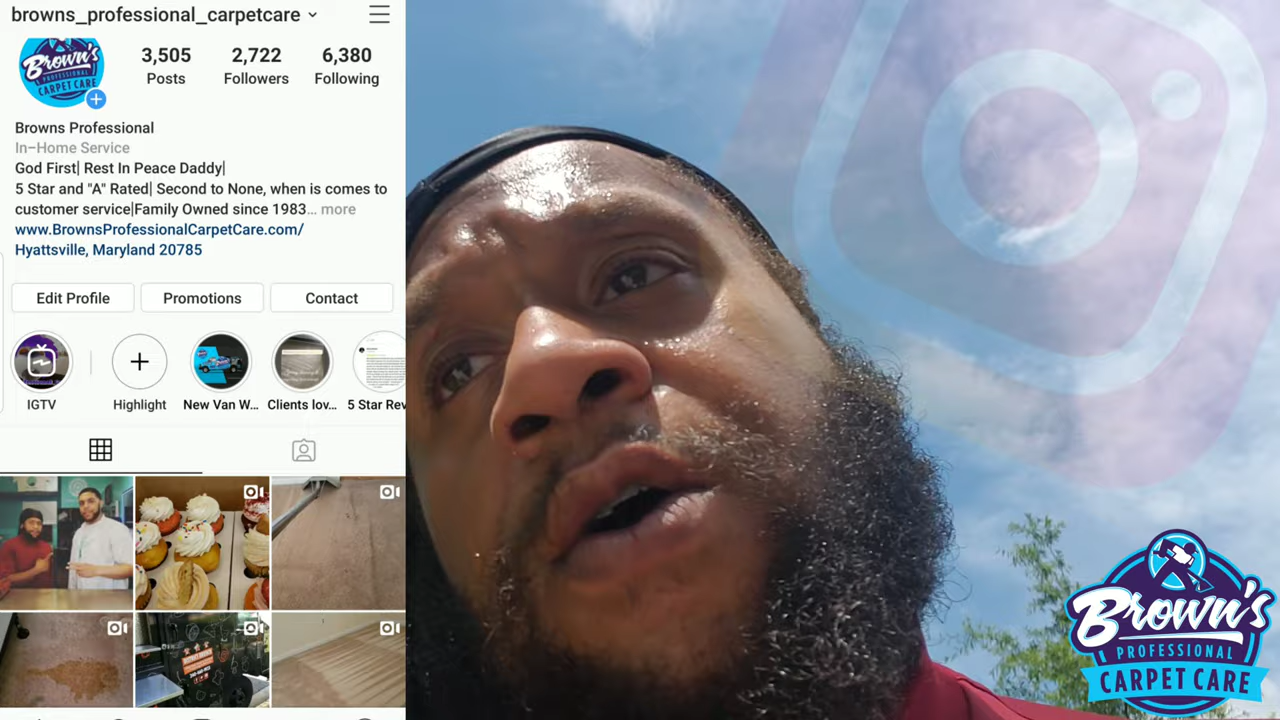 browns_professional_carpetcare
Brown's
PROFESSIONAL
CARPET CARE
3,505
2,722
6,380
Posts
Followers
Following
Browns Professional
In-Home Service
God First| Rest In Peace Daddy|
5 Star and "A" Rated| Second to None, when is comes to
customer service|Family Owned since 1983… more
www.BrownsProfessionalCarpetCare.com/
Hyattsville, Maryland 20785
Edit Profile
Promotions
Contact
IGTV
Highlight
New Van W...
Clients lov...
5 Star Rev
Brown's
PROFESSIONAL
CARPET CARE